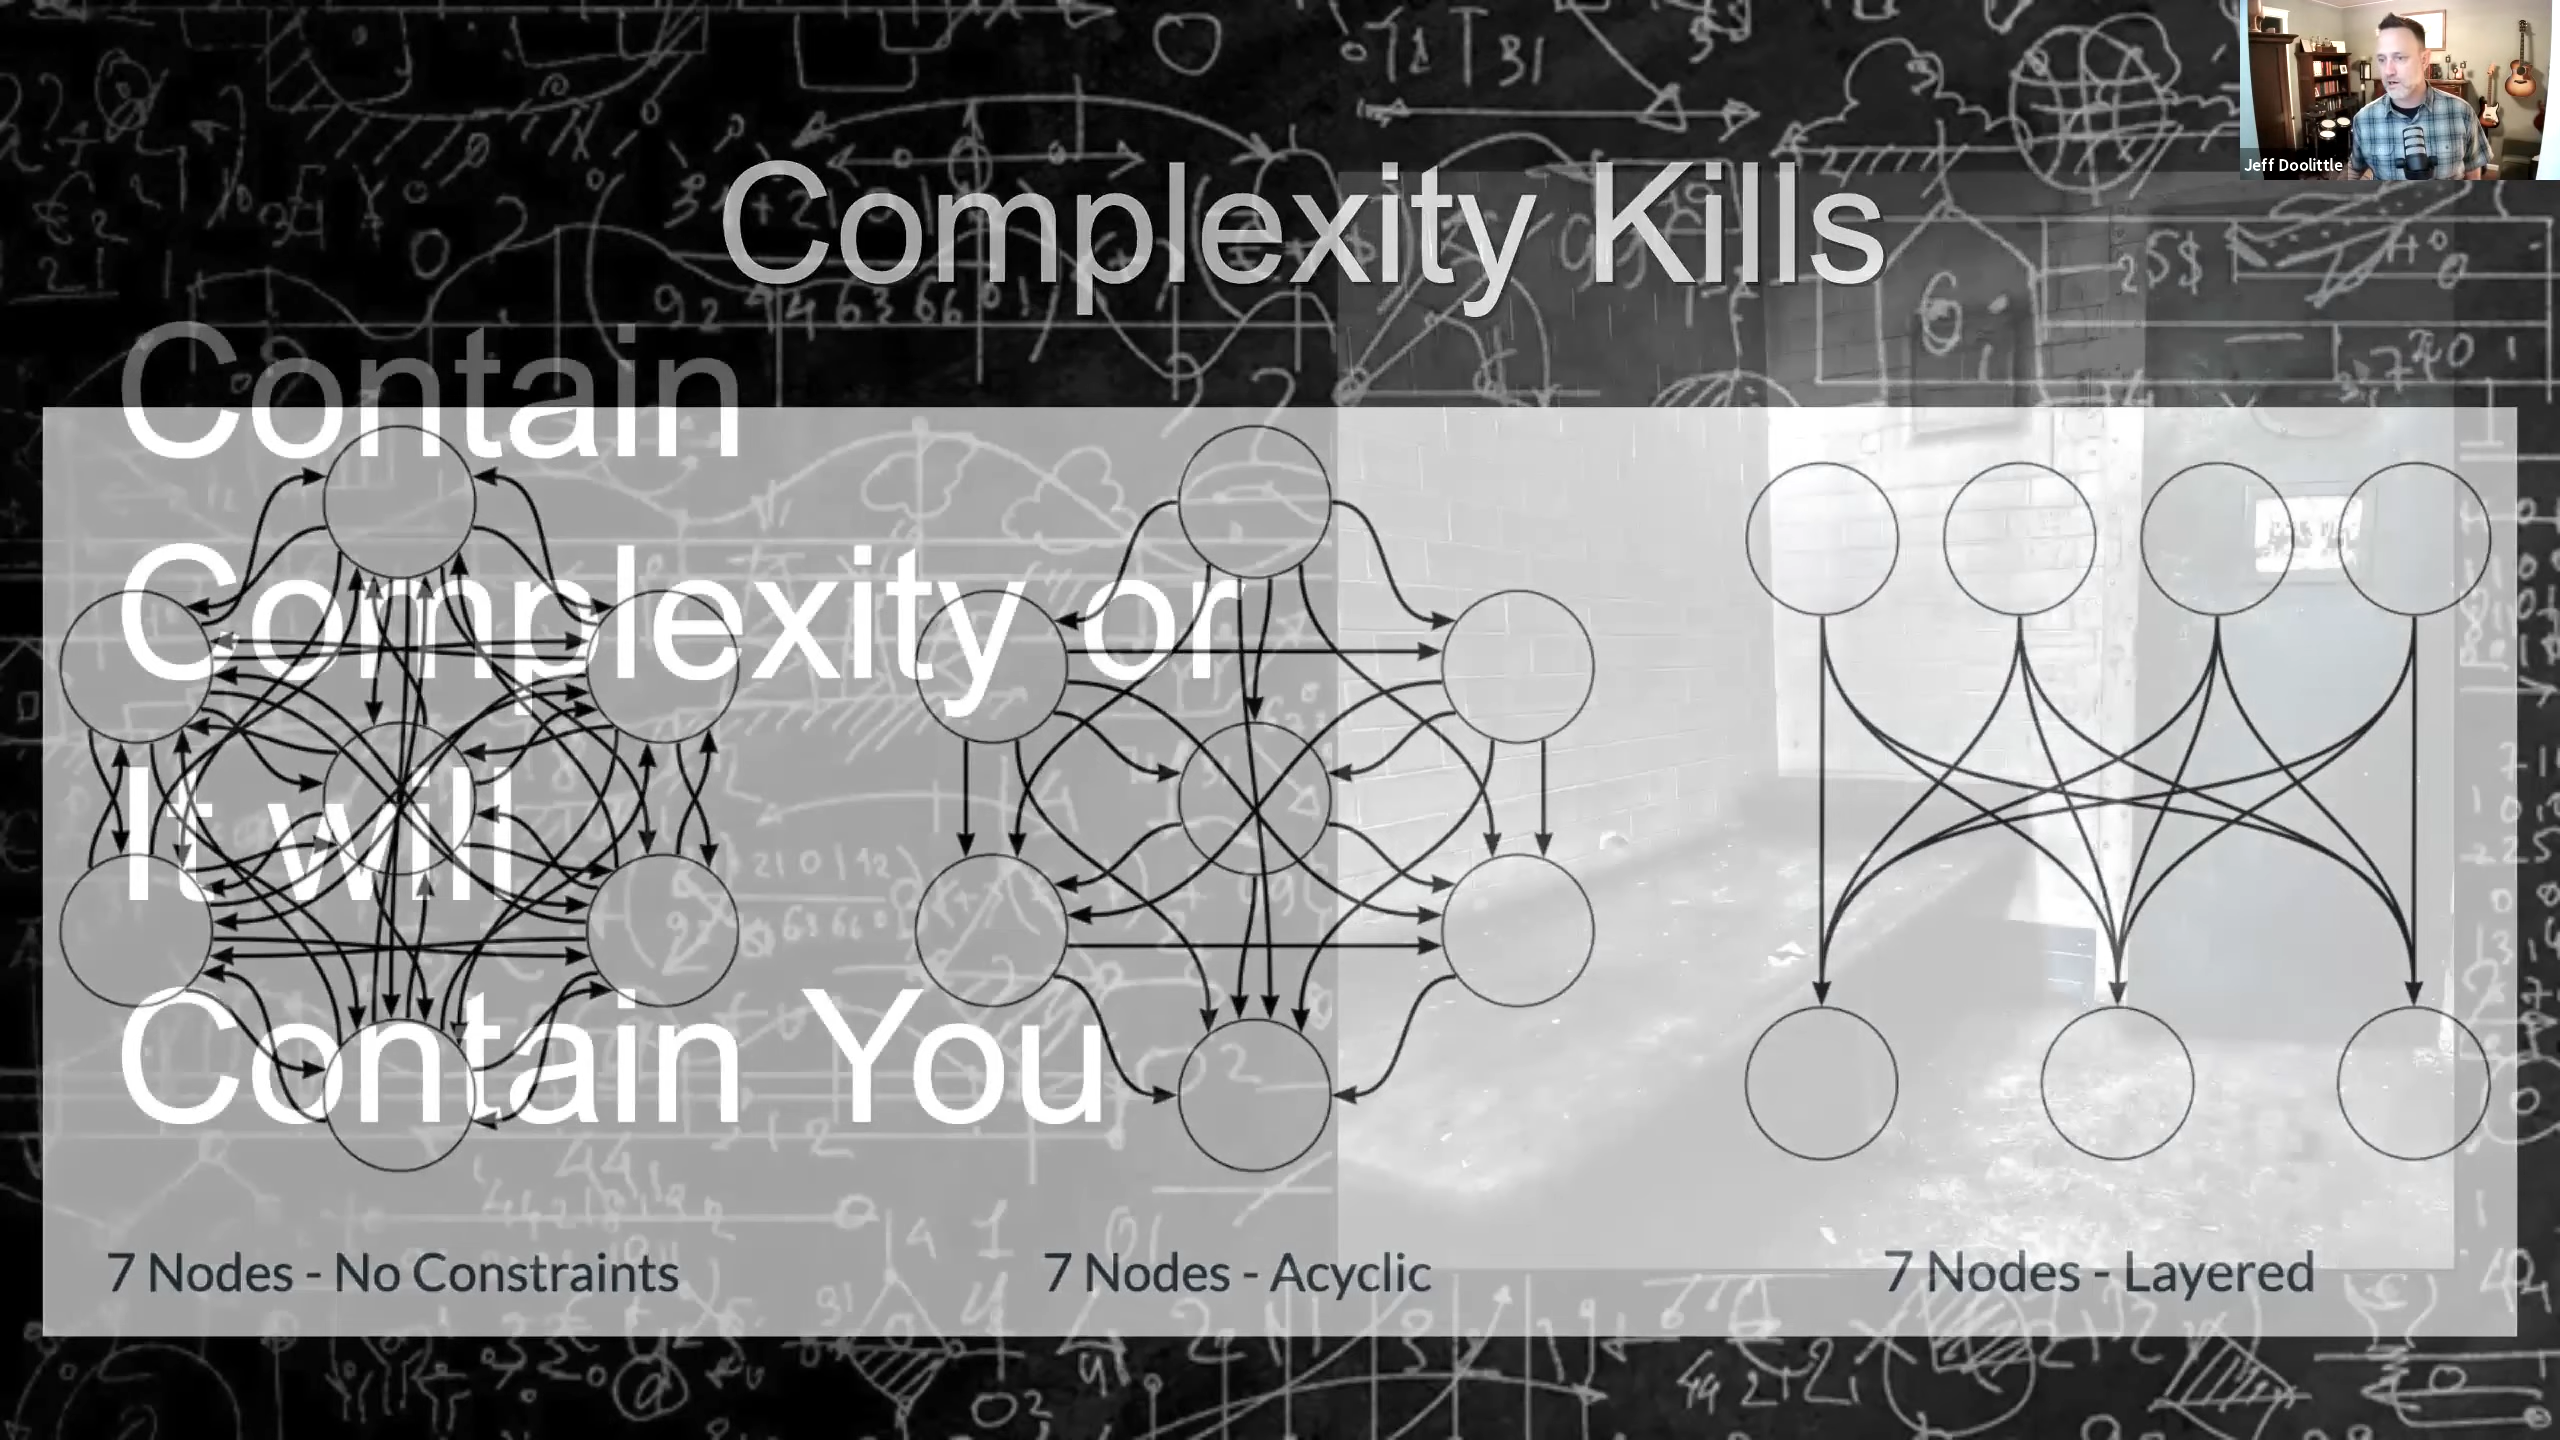 Jeff Doolittle
Complexity Kills
Contain
Complexity or
It will
Contain You
7 Nodes - No Constraints
7 Nodes - Acyclic
7 Nodes - Layered